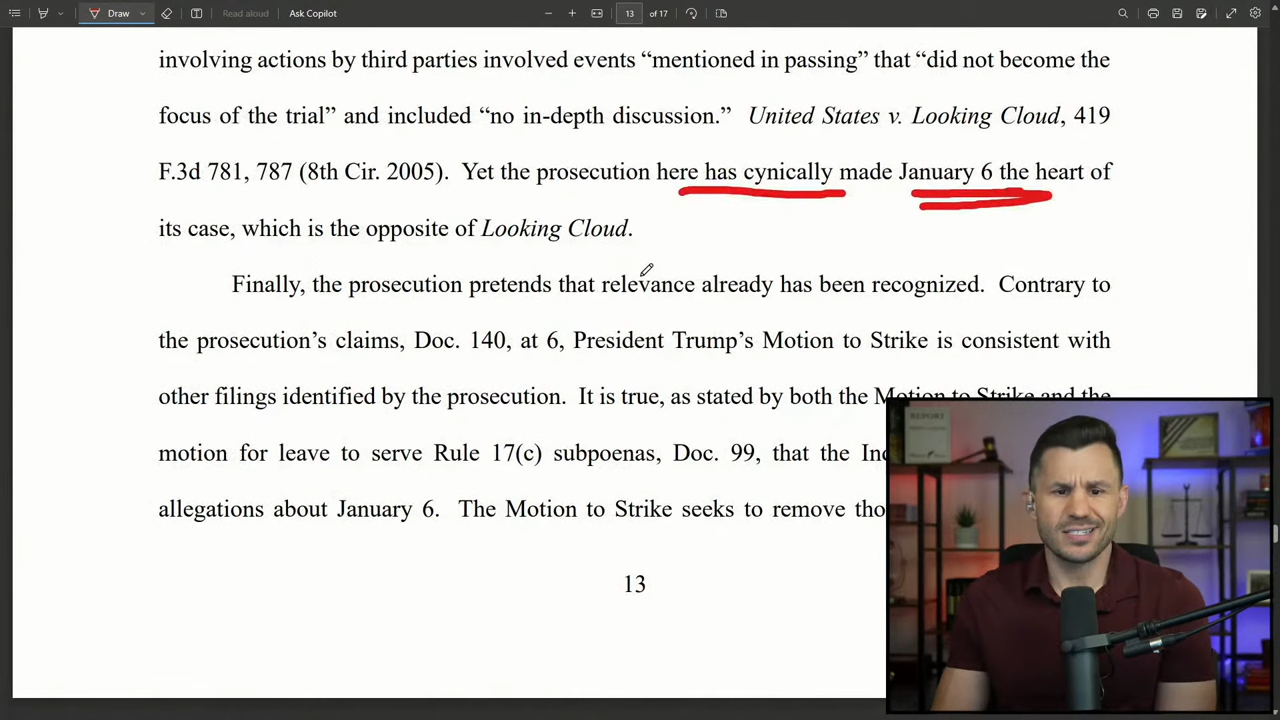 Draw
Read aloud
Ask Copilot
13 of 17
involving actions by third parties involved events “mentioned in passing” that “did not become the
focus of the trial” and included “no in-depth discussion.” United States v. Looking Cloud, 419
F.3d 781, 787 (8th Cir. 2005). Yet the prosecution here has cynically made January 6 the heart of
its case, which is the opposite of Looking Cloud.
Finally, the prosecution pretends that relevance already has been recognized. Contrary to
the prosecution’s claims, Doc. 140, at 6, President Trump’s Motion to Strike is consistent with
other filings identified by the prosecution. It is true, as stated by both the Motion to Strike and the
motion for leave to serve Rule 17(c) subpoenas, Doc. 99, that the
allegations about January 6. The Motion to Strike seeks to remove
13
REPORT